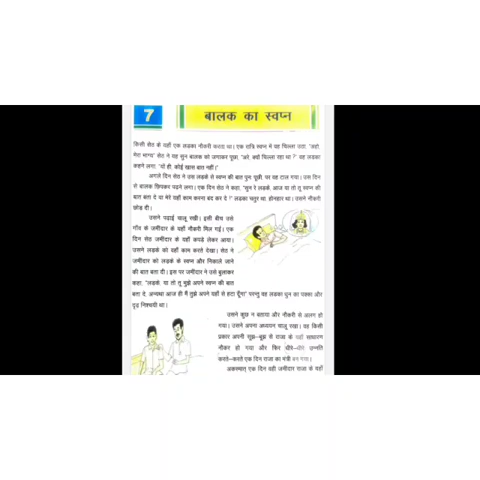 7
बालक का स्वप्न
किसी सेठ के यहाँ एक लड़का नौकरी करता था। एक रात्रि स्वप्न में वह चिल्ला उठा, "अहो,
मेरा भाग्य" सेठ ने यह सुन बालक को जगाकर पूछा, "अरे, क्यों चिल्ला रहा था ?" वह लड़का
कहने लगा, "यों ही, कोई खास बात नहीं।"
अगले दिन सेठ ने उस लड़के से स्वप्न की बात पुनः पूछी, पर वह टाल गया। उस दिन
से बालक छिपकर पढ़ने लगा। एक दिन सेठ ने कहा, "सुन रे लड़के, आज या तो तू स्वप्न की
बात बता दे या मेरे यहाँ काम करना बंद कर दे ?" लड़का चतुर था, होनहार था। उसने नौकरी
छोड़ दी।
उसने पढ़ाई चालू रखी। इसी बीच उसे
गाँव के जमींदार के यहाँ नौकरी मिल गई। एक
दिन सेठ जमींदार के यहाँ कपड़े लेकर आया।
उसने लड़के को वहाँ काम करते देखा। सेठ ने
जमींदार को लड़के के स्वप्न और निकाले जाने
की बात बता दी। इस पर जमींदार ने उसे बुलाकर
कहा, "लड़के, या तो तू मुझे अपने स्वप्न की बात
बता दे, अन्यथा आज ही मैं तुझे अपने यहाँ से हटा दूँगा" परन्तु वह लड़का धुन का पक्का और
दृढ़ निश्चयी था।
उसने कुछ न बताया और नौकरी से अलग हो
गया। उसने अपना अध्ययन चालू रखा। वह किसी
प्रकार अपनी सूझ-बूझ से राजा के यहाँ साधारण
नौकर हो गया और फिर धीरे-धीरे उन्नति
करते-करते एक दिन राजा का मंत्री बन गया।
अकस्मात् एक दिन वही जमींदार राजा के यहाँ